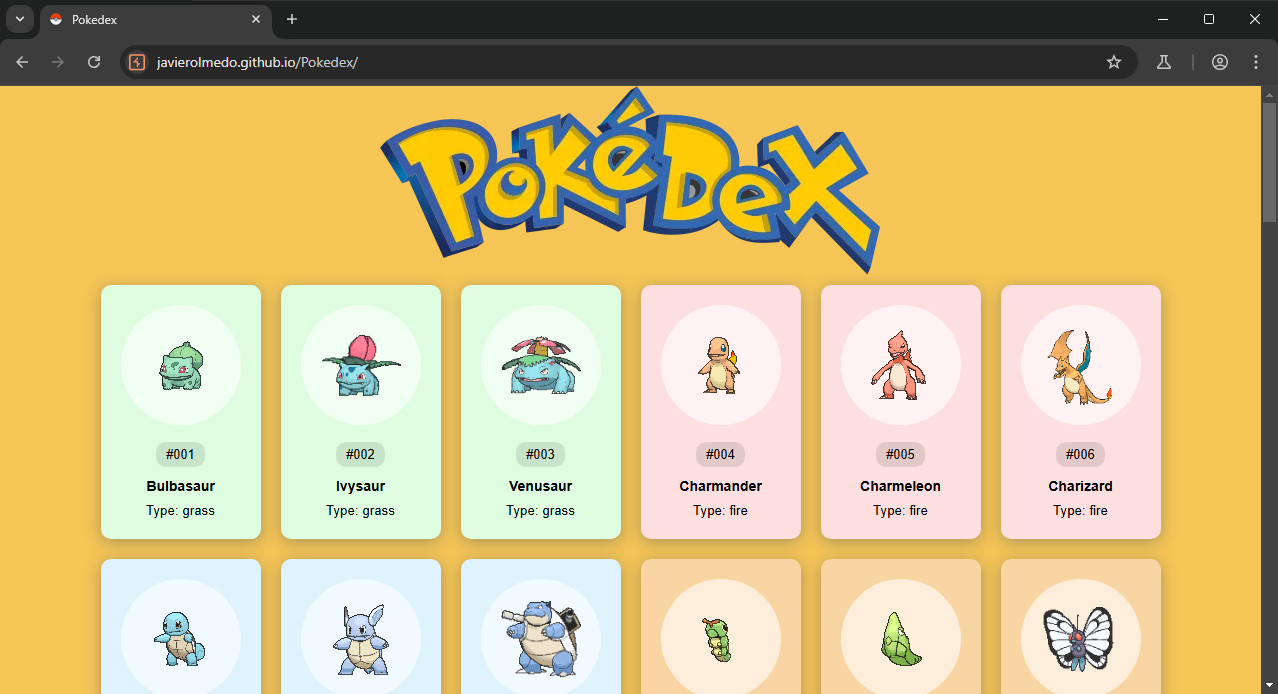 Pokedex
javierolmedo.github.io/Pokedex/
POKéDEX
#001
Bulbasaur
Type: grass
#002
Ivysaur
Type: grass
#003
Venusaur
Type: grass
#004
Charmander
Type: fire
#005
Charmeleon
Type: fire
#006
Charizard
Type: fire